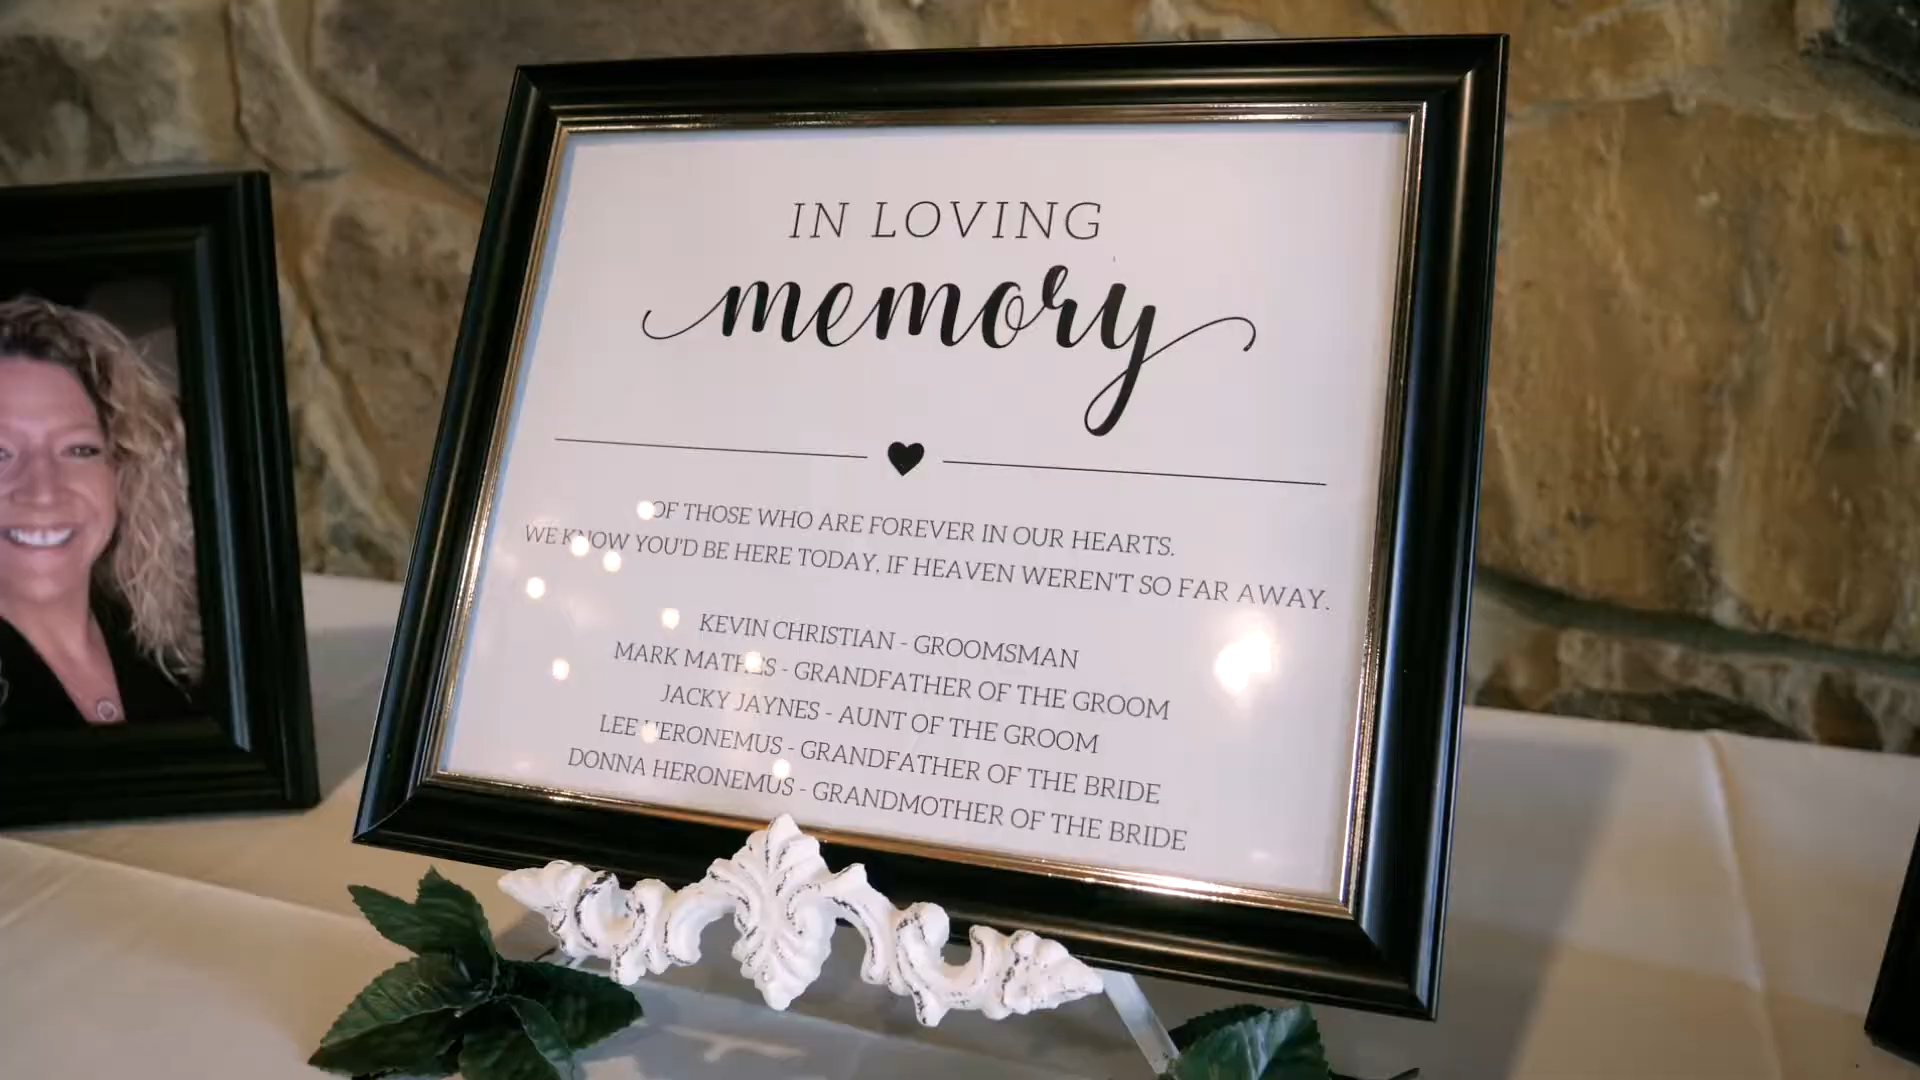 IN LOVING
memory
OF THOSE WHO ARE FOREVER IN OUR HEARTS.
WE KNOW YOU'D BE HERE TODAY, IF HEAVEN WEREN'T SO FAR AWAY.
KEVIN CHRISTIAN - GROOMSMAN
MARK MATHES - GRANDFATHER OF THE GROOM
JACKY JAYNES - AUNT OF THE GROOM
LEE HERONEMUS - GRANDFATHER OF THE BRIDE
DONNA HERONEMUS - GRANDMOTHER OF THE BRIDE